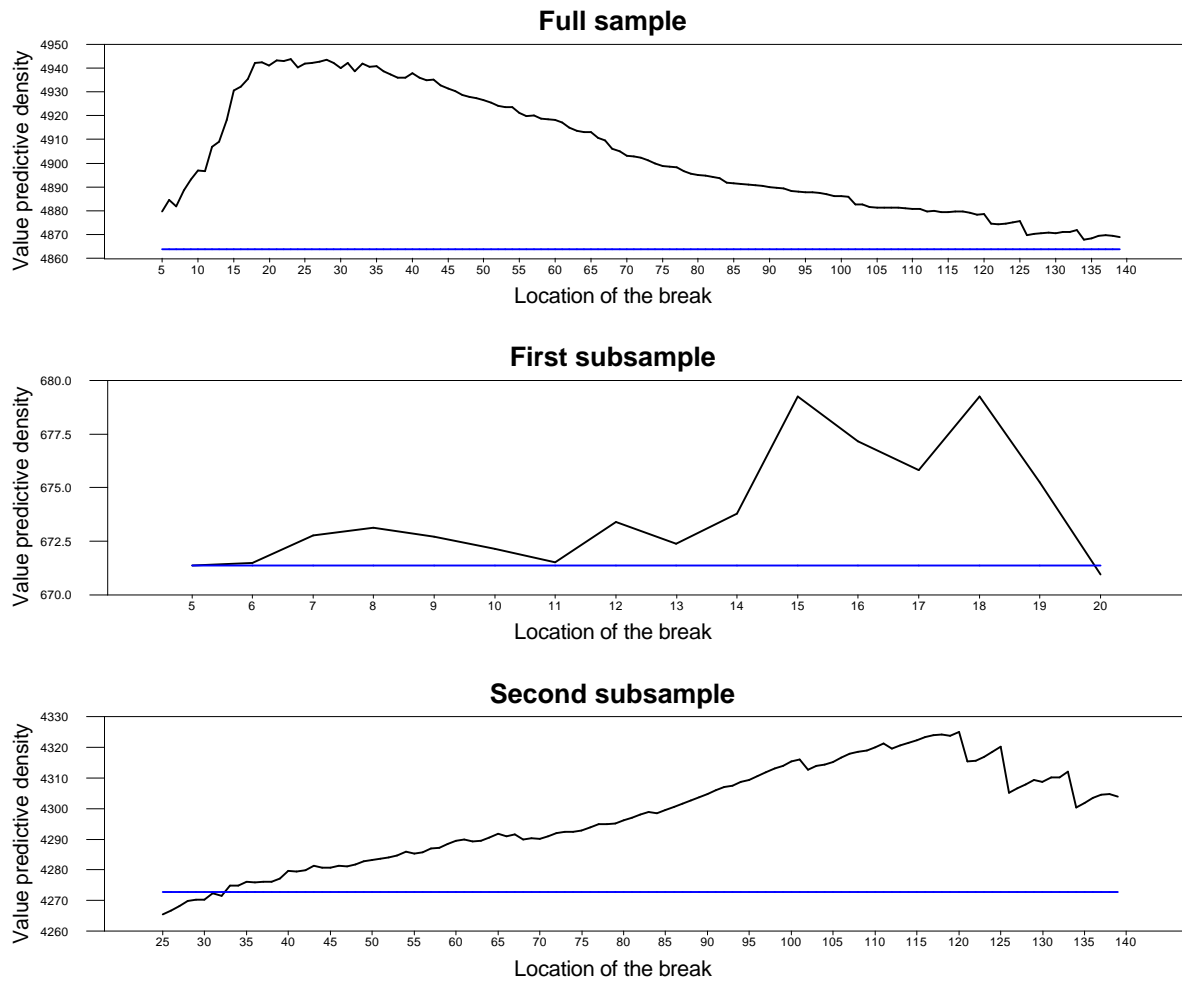 Full sample
Value predictive density
4950
4940
4930
4920
4910
4900
4890
4880
4870
4860
5 10 15 20 25 30 35 40 45 50 55 60 65 70 75 80 85 90 95 100 105 110 115 120 125 130 135 140
Location of the break
First subsample
Value predictive density
680.0
677.5
675.0
672.5
670.0
5 6 7 8 9 10 11 12 13 14 15 16 17 18 19 20
Location of the break
Second subsample
Value predictive density
4330
4320
4310
4300
4290
4280
4270
4260
25 30 35 40 45 50 55 60 65 70 75 80 85 90 95 100 105 110 115 120 125 130 135 140
Location of the break